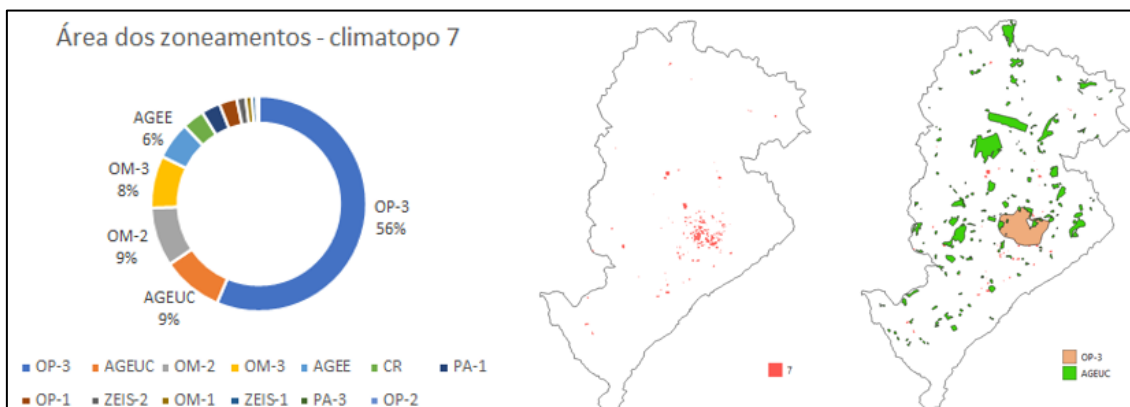 Área dos zoneamentos - climatopo 7
AGEE
6%
OM-3
8%
OM-2
9%
AGEUC
9%
OP-3
56%
OP-3 AGEUC OM-2 OM-3 AGEE CR PA-1
OP-1 ZEIS-2 OM-1 ZEIS-1 PA-3 OP-2
7
OP-3
AGEUC